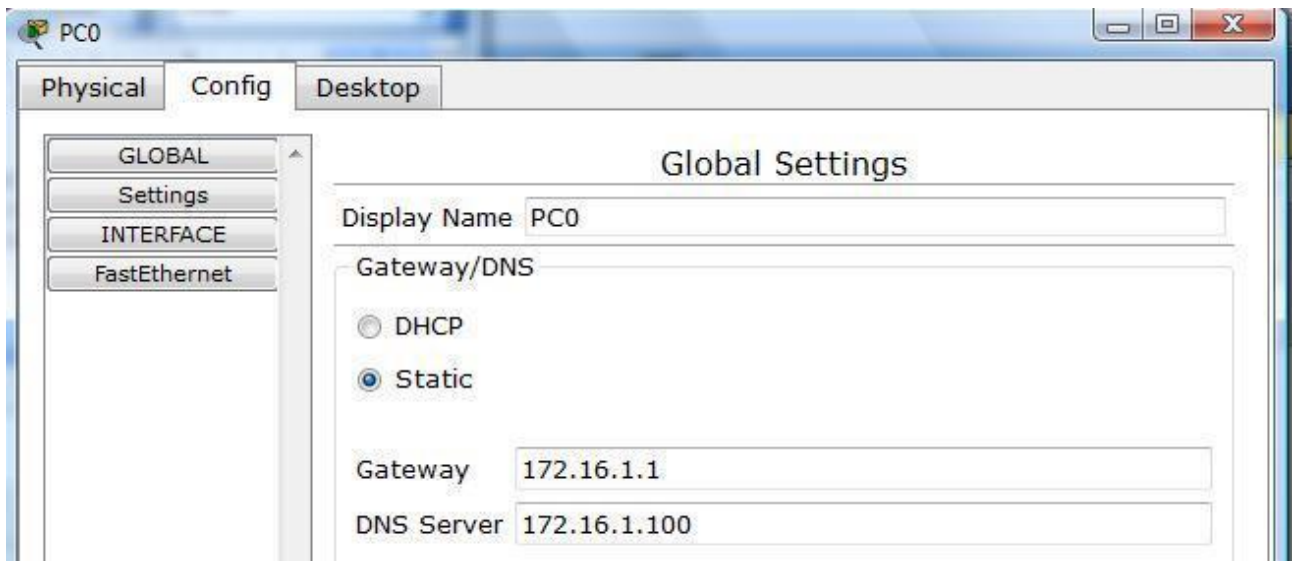 PC0
Physical Config Desktop
GLOBAL
Settings
INTERFACE
FastEthernet
Global Settings
Display Name PC0
Gateway/DNS
DHCP
Static
Gateway 172.16.1.1
DNS Server 172.16.1.100